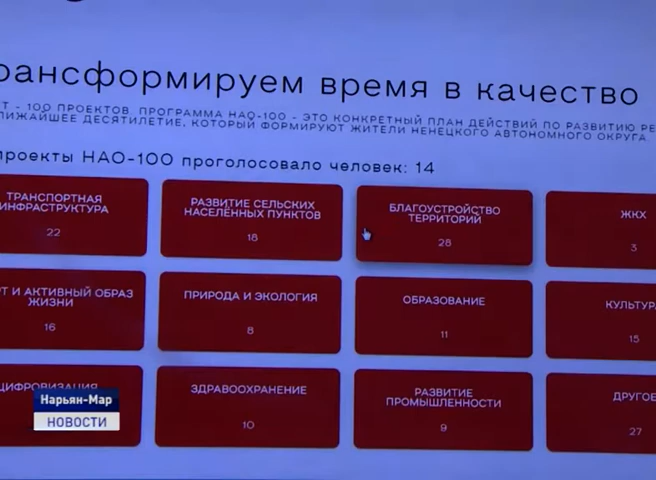 рансформируем время в качество
Т - 100 ПРОЕКТОВ. ПРОГРАММА НАО-100 - ЭТО КОНКРЕТНЫЙ ПЛАН ДЕЙСТВИЙ ПО РАЗВИТИЮ РЕ
ЛИЖАЙШЕЕ ДЕСЯТИЛЕТИЕ, КОТОРЫЙ ФОРМИРУЮТ ЖИТЕЛИ НЕНЕЦКОГО АВТОНОМНОГО ОКРУГА.
проекты НАО-100 проголосовало человек: 14
ТРАНСПОРТНАЯ
ИНФРАСТРУКТУРА
22
РАЗВИТИЕ СЕЛЬСКИХ
НАСЕЛЁННЫХ ПУНКТОВ
18
БЛАГОУСТРОЙСТВО
ТЕРРИТОРИЙ
28
ЖКХ
3
РТ И АКТИВНЫЙ ОБРАЗ
ЖИЗНИ
16
ПРИРОДА И ЭКОЛОГИЯ
8
ОБРАЗОВАНИЕ
11
КУЛЬТУРА
15
ЦИФРОВИЗАЦИЯ
ЗДРАВООХРАНЕНИЕ
10
РАЗВИТИЕ
ПРОМЫШЛЕННОСТИ
9
ДРУГОЕ
27
Нарьян-Мар
НОВОСТИ